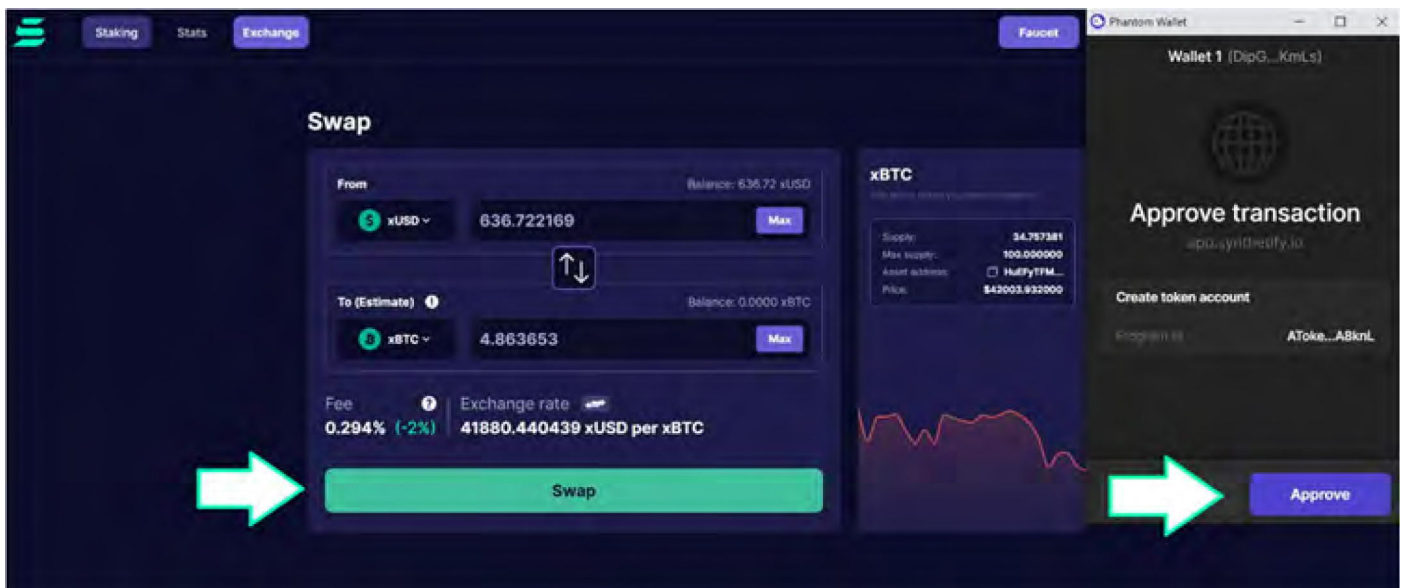 Staking
Stats
Exchange
Faucet
Swap
From
Balance: 636.72 xUSD
xUSD
636.722169
Max
To (Estimate)
Balance: 0.0000 xBTC
xBTC
4.863653
Max
Fee
0.294% (-2%)
Exchange rate
41880.440439 xUSD per xBTC
Swap
xBTC
Supply: 34.757381
Max supply: 100.000000
Asset address: HuEfyTFM...
Price: $42003.932000
Phantom Wallet
Wallet 1 (DipG...KmLs)
Approve transaction
app.synthetify.io
Create token account
Program Id AToke...A8knL
Approve